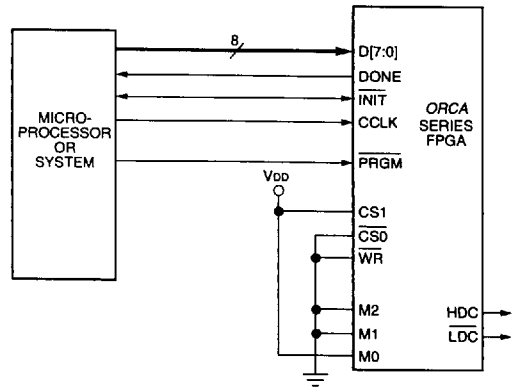 8
D[7:0]
DONE
INIT
CCLK
PRGM
MICRO-
PROCESSOR
OR
SYSTEM
ORCA
SERIES
FPGA
VDD
CS1
CS0
WR
M2
M1
M0
HDC
LDC